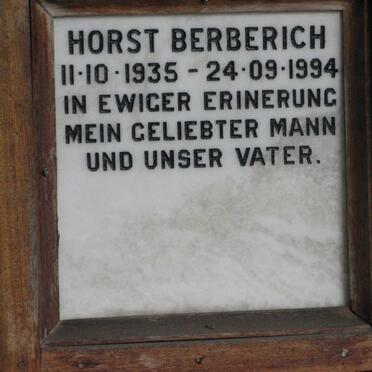 HORST BERBERICH
11·10·1935 - 24·09·1994
IN EWIGER ERINERUNG
MEIN GELIEBTER MANN
UND UNSER VATER.